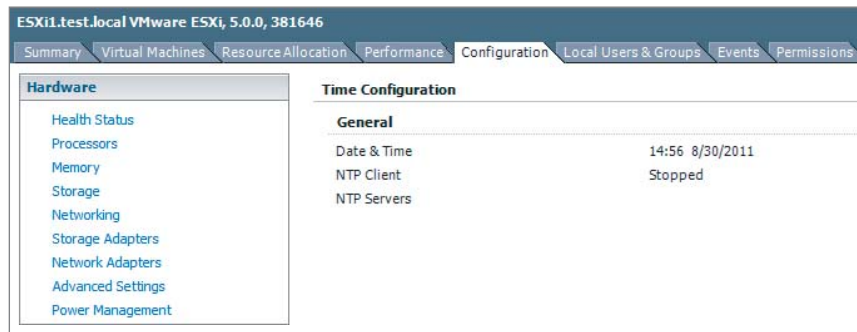 ESXi1.test.local VMware ESXi, 5.0.0, 381646
Summary Virtual Machines Resource Allocation Performance Configuration Local Users & Groups Events Permissions
Hardware
Health Status
Processors
Memory
Storage
Networking
Storage Adapters
Network Adapters
Advanced Settings
Power Management
Time Configuration
General
Date & Time 14:56 8/30/2011
NTP Client Stopped
NTP Servers